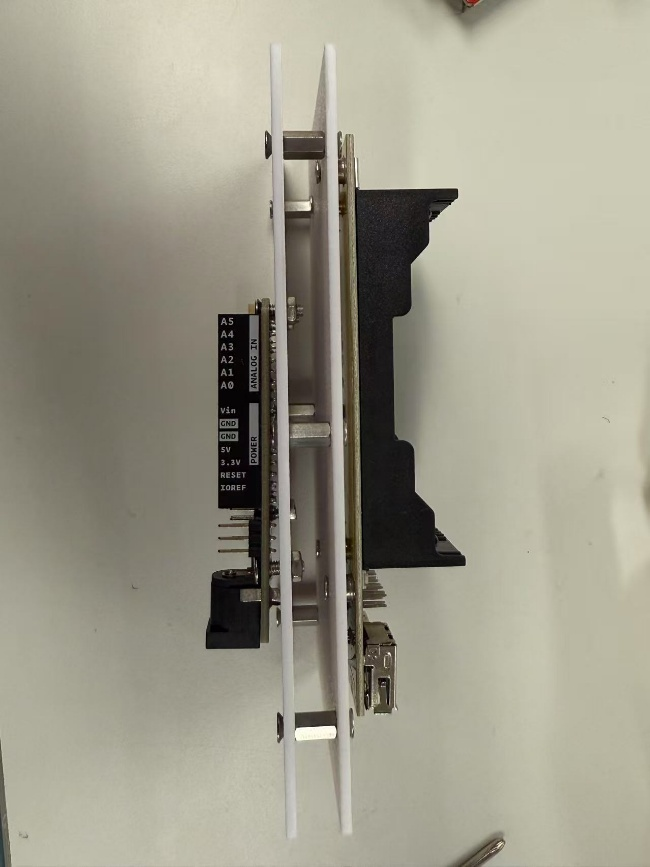 A5
A4
A3
A2
A1
A0
ANALOG IN
Vin
GND
GND
5V
3.3V
RESET
IOREF
POWER